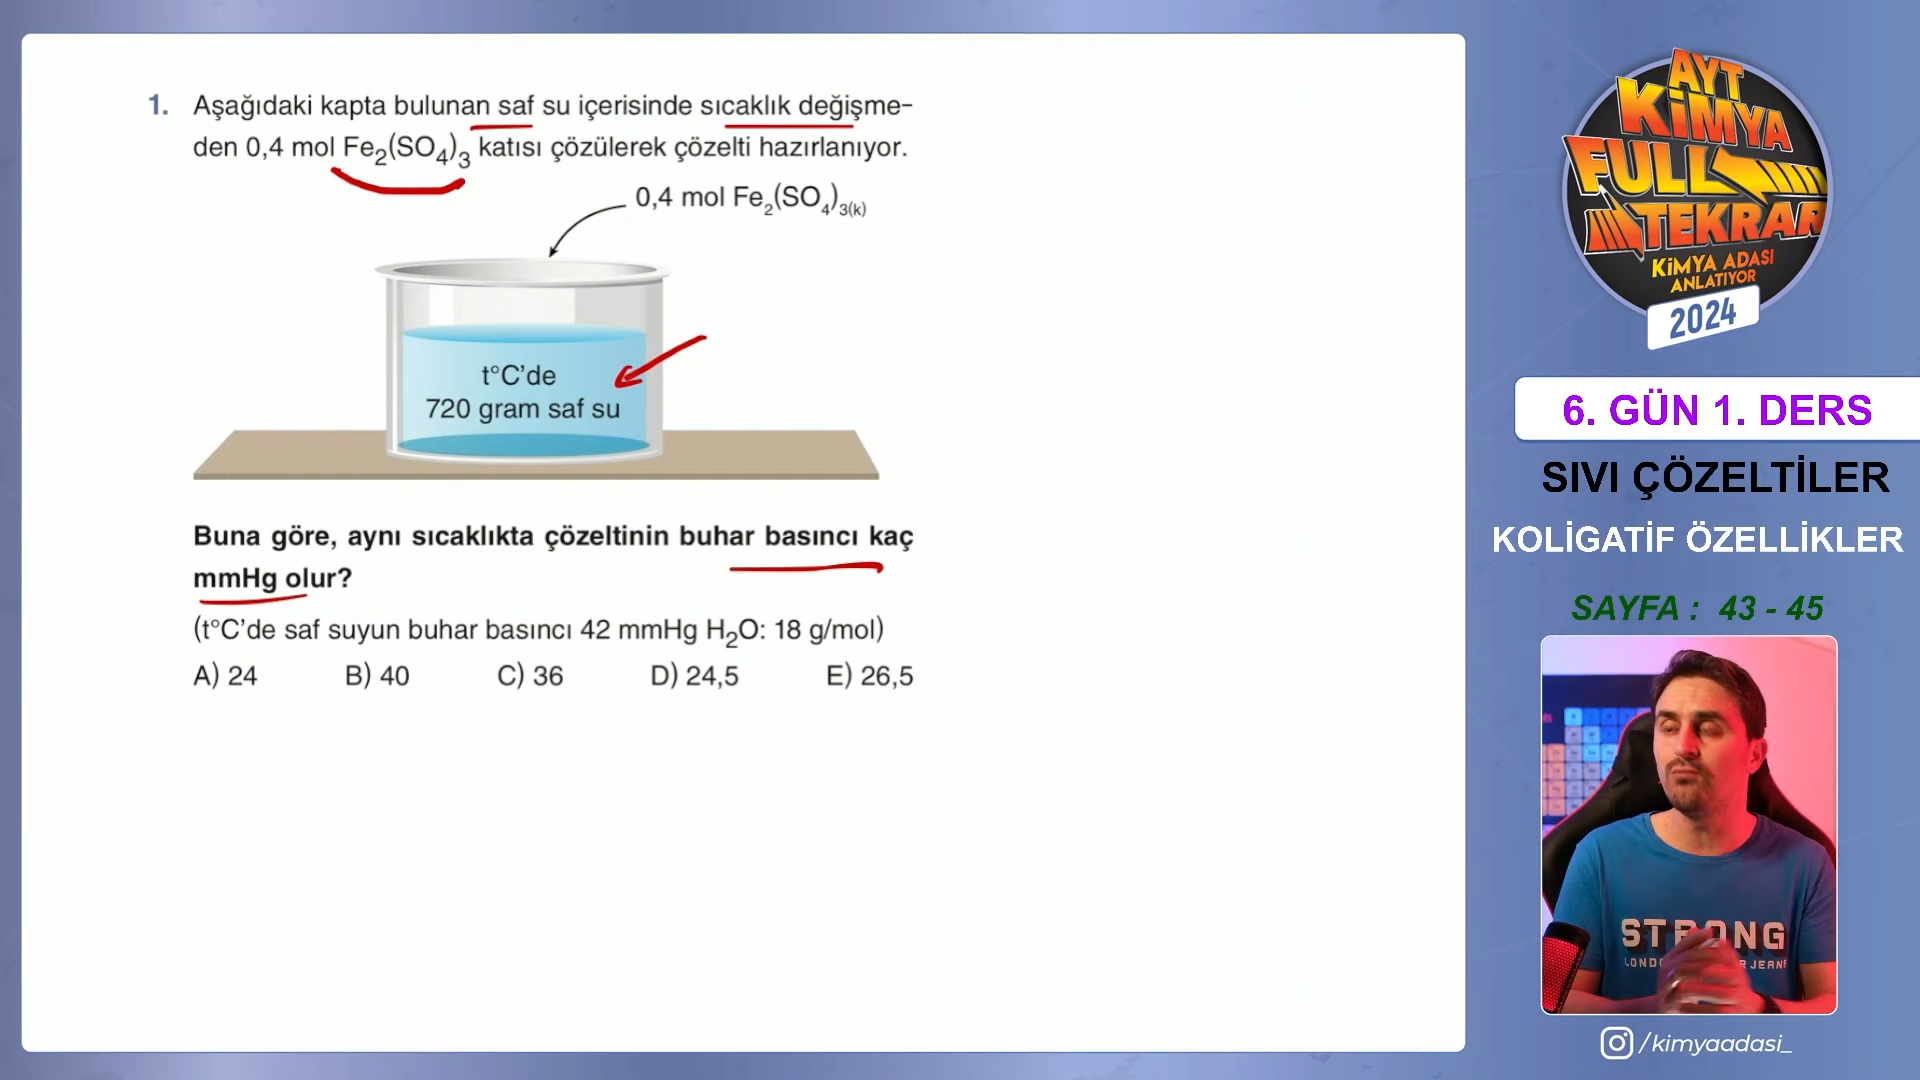 1. Aşağıdaki kapta bulunan saf su içerisinde sıcaklık değişme-
den 0,4 mol Fe₂(SO₄)₃ katısı çözülerek çözelti hazırlanıyor.
0,4 mol Fe₂(SO₄)₃(k)
t°C'de
720 gram saf su
Buna göre, aynı sıcaklıkta çözeltinin buhar basıncı kaç
mmHg olur?
(t°C'de saf suyun buhar basıncı 42 mmHg H₂O: 18 g/mol)
A) 24 B) 40 C) 36 D) 24,5 E) 26,5
AYT
KİMYA
FULL
TEKRAR
KİMYA ADASI
ANLATIYOR
2024
6. GÜN 1. DERS
SIVI ÇÖZELTİLER
KOLİGATİF ÖZELLİKLER
SAYFA : 43 - 45
STRONG
/kimyaadasi_